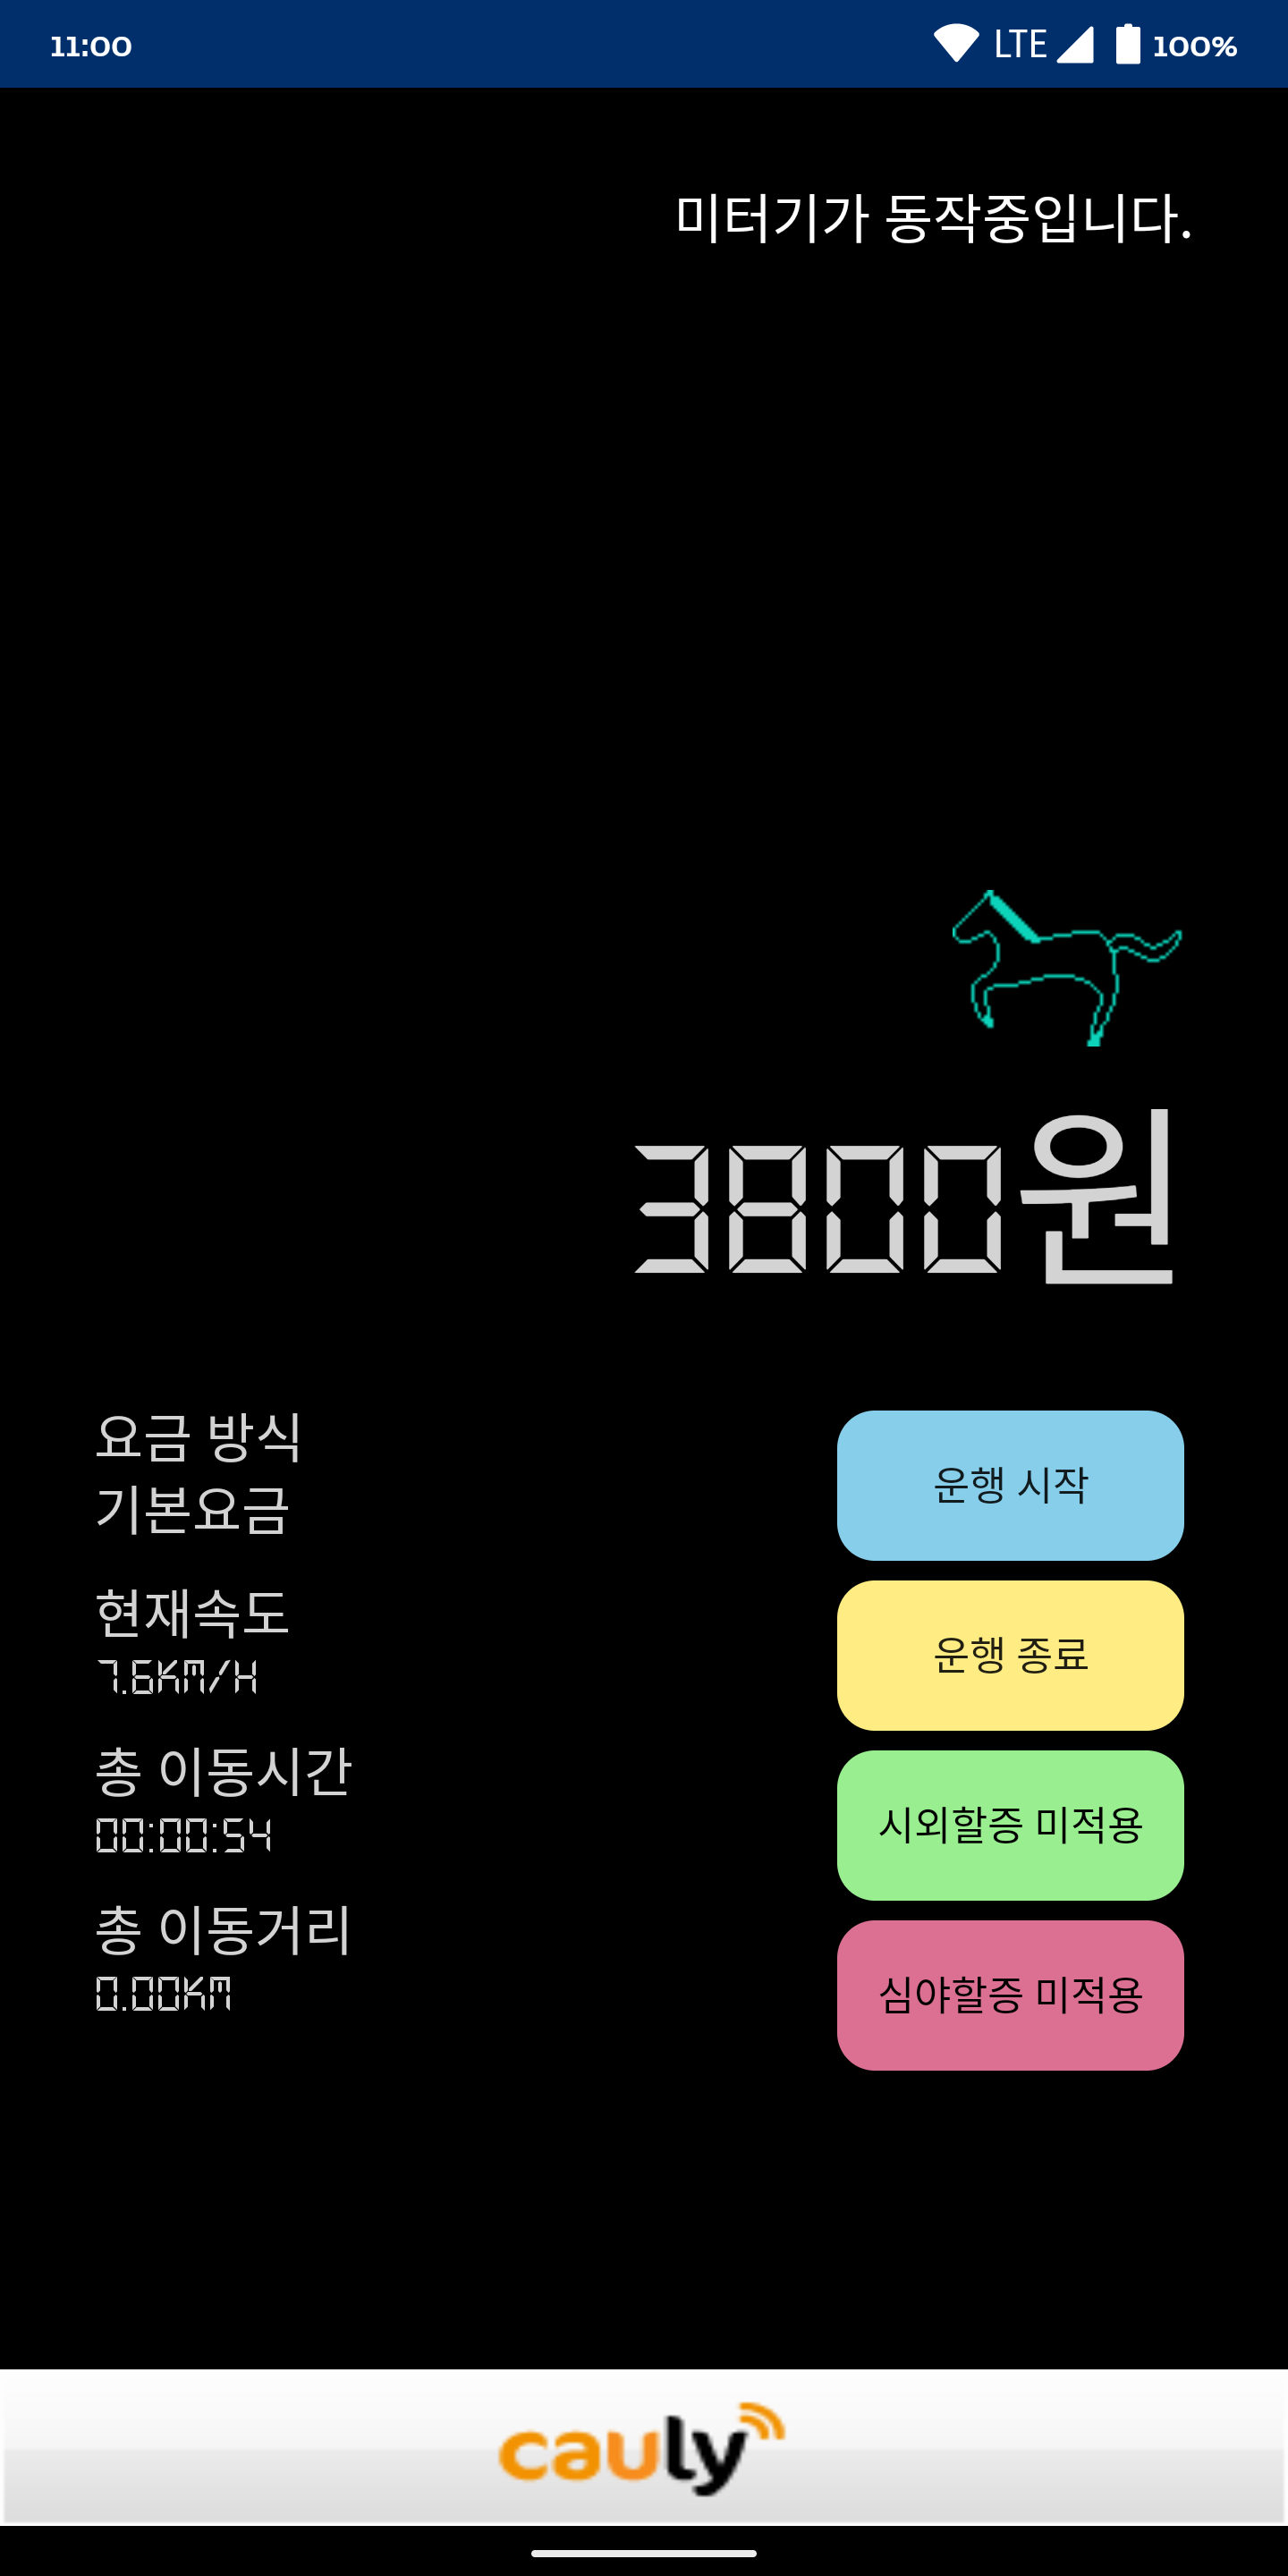 11:00
LTE 100%
미터기가 동작중입니다.
3800원
요금 방식
기본요금
현재속도
7.6KM/H
총 이동시간
00:00:54
총 이동거리
0.00KM
운행 시작
운행 종료
시외할증 미적용
심야할증 미적용
cauly